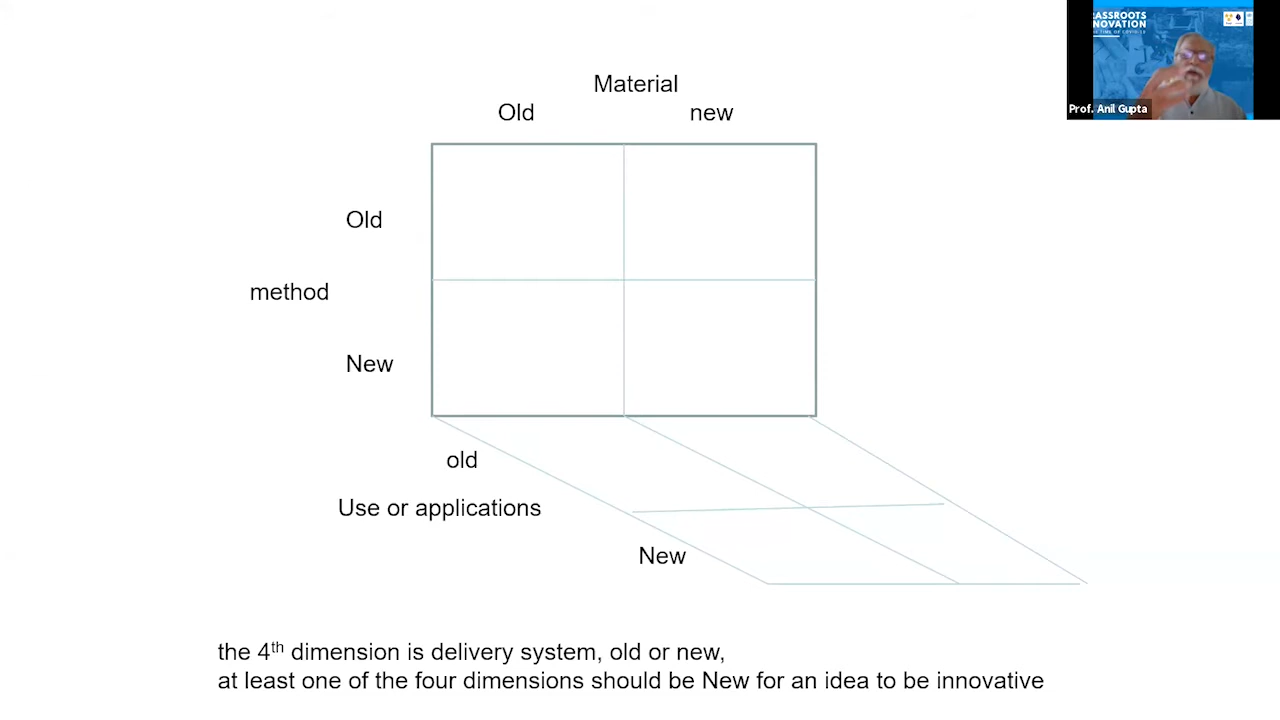 ASSROOTS
NOVATION
Prof. Anil Gupta
Material
Old new
Old
method
New
old
Use or applications
New
the 4th dimension is delivery system, old or new,
at least one of the four dimensions should be New for an idea to be innovative